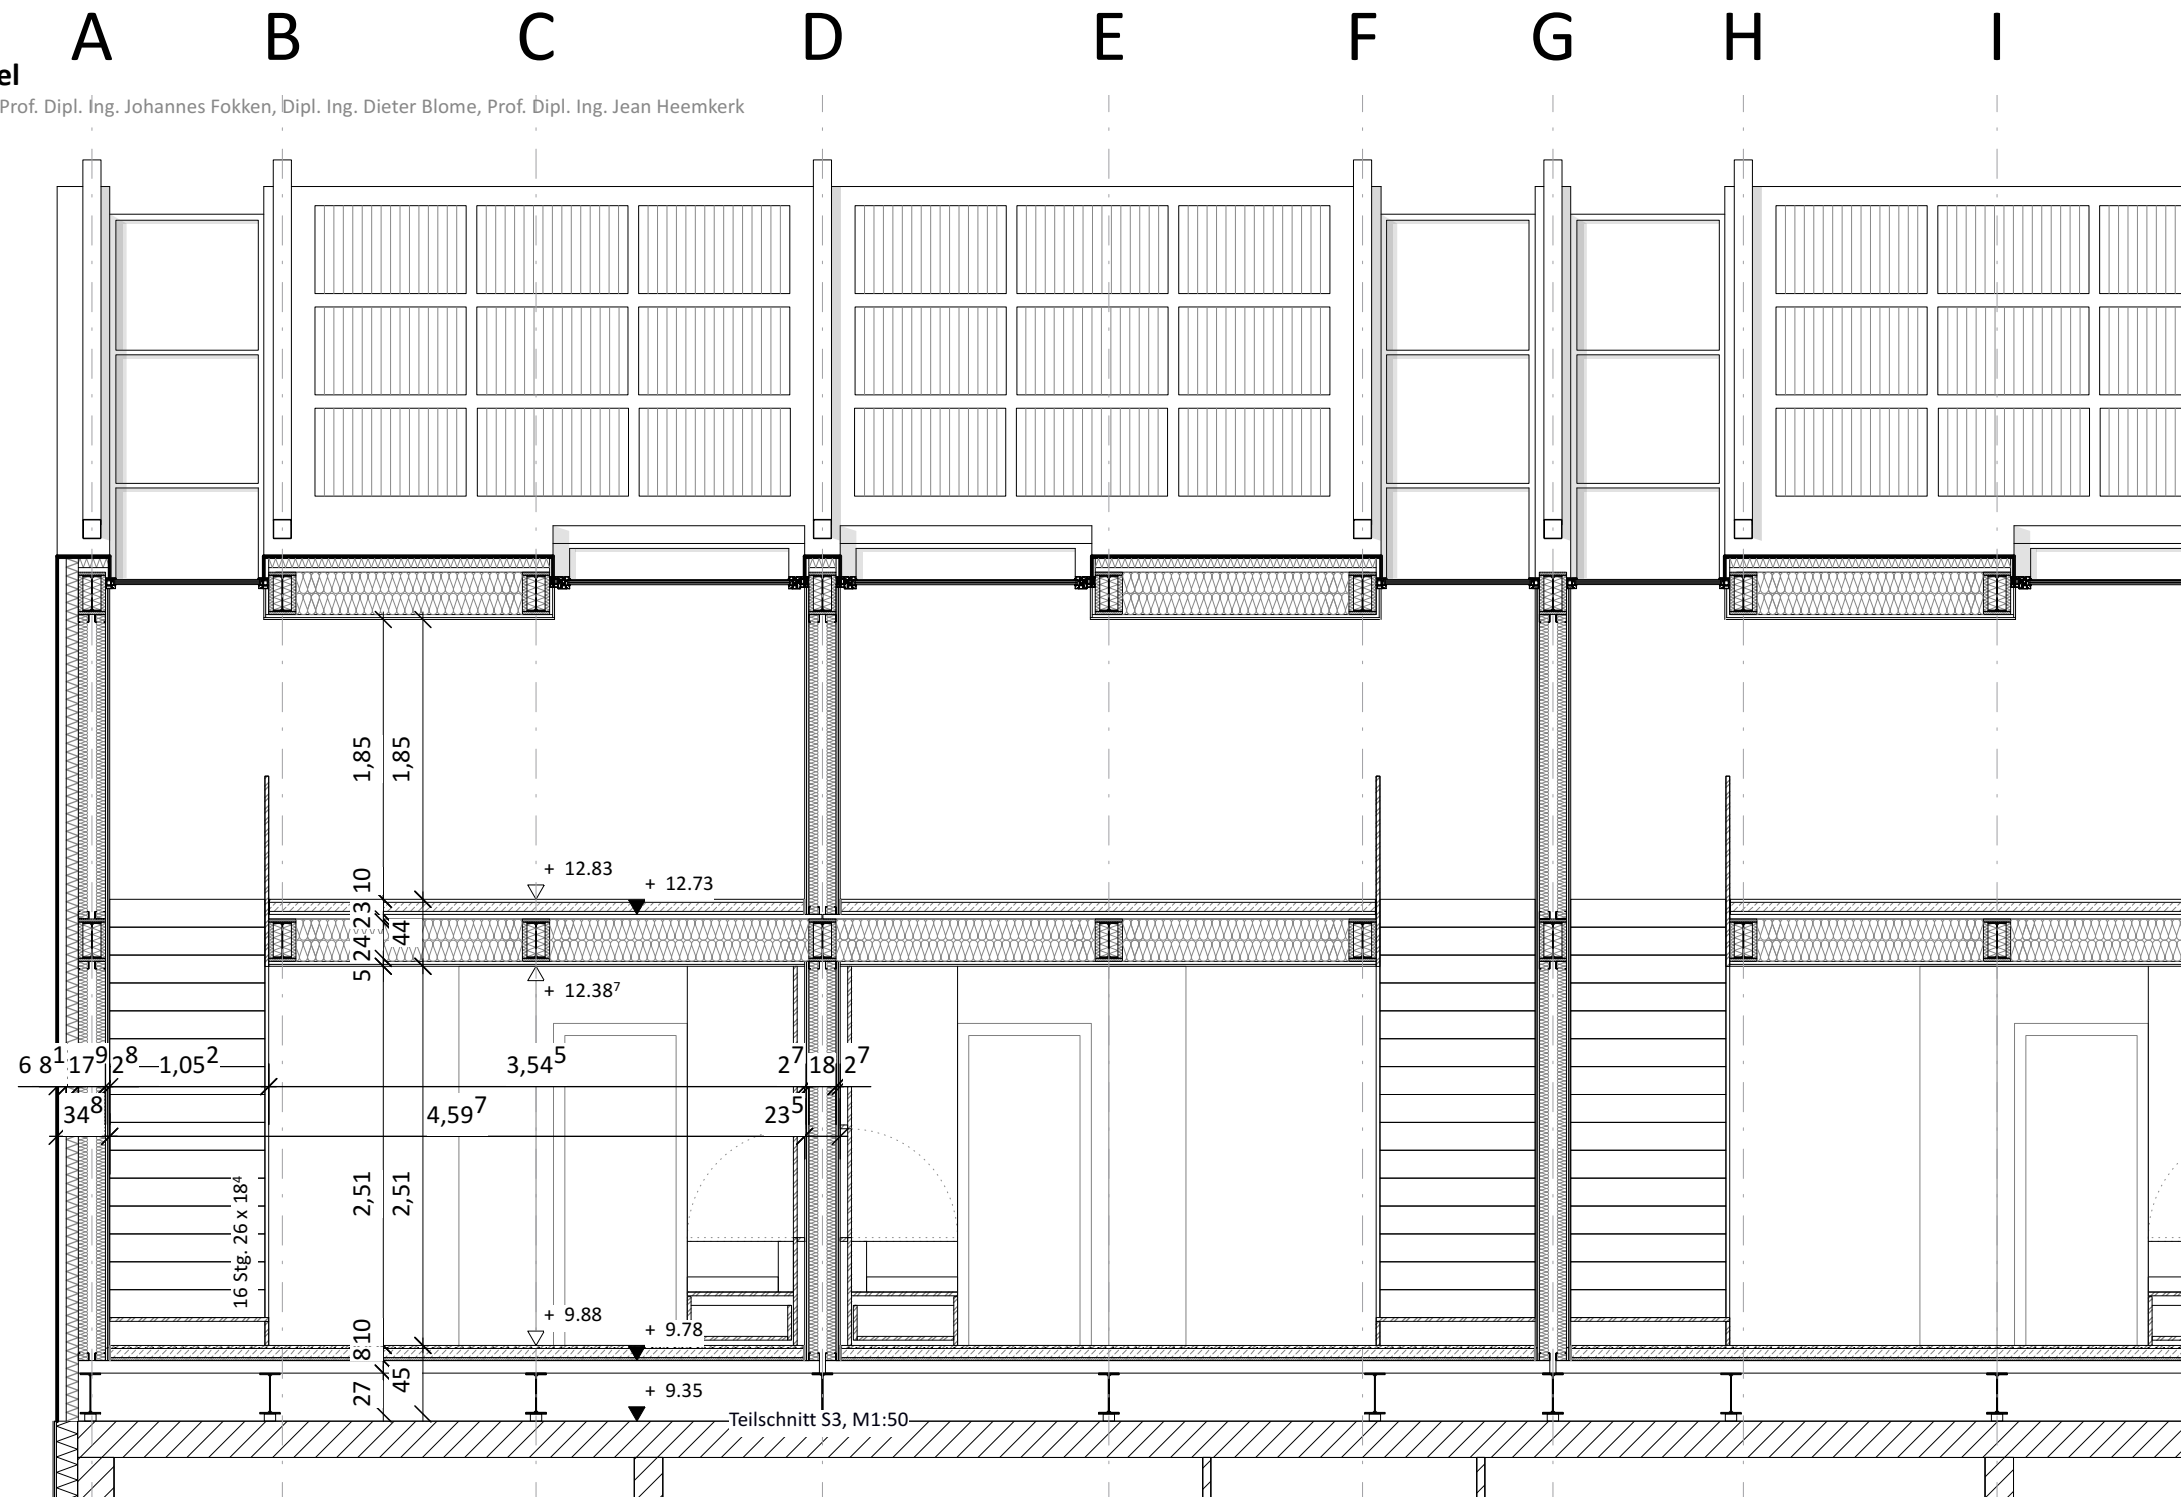 A B C D E F G H I
el
Prof. Dipl. Ing. Johannes Fokken, Dipl. Ing. Dieter Blome, Prof. Dipl. Ing. Jean Heemkerk
1,85
1,85
+ 12.83
+ 12.73
10
23
24
44
5
+ 12.38⁷
6 8¹ 17⁹ 2⁸ 1,05² 3,54⁵ 2⁷ 18 2⁷
34⁸ 4,59⁷ 23⁵
2,51
2,51
16 Stg. 26 x 18⁴
+ 9.88
+ 9.78
10
8
45
27
+ 9.35
Teilschnitt S3, M1:50